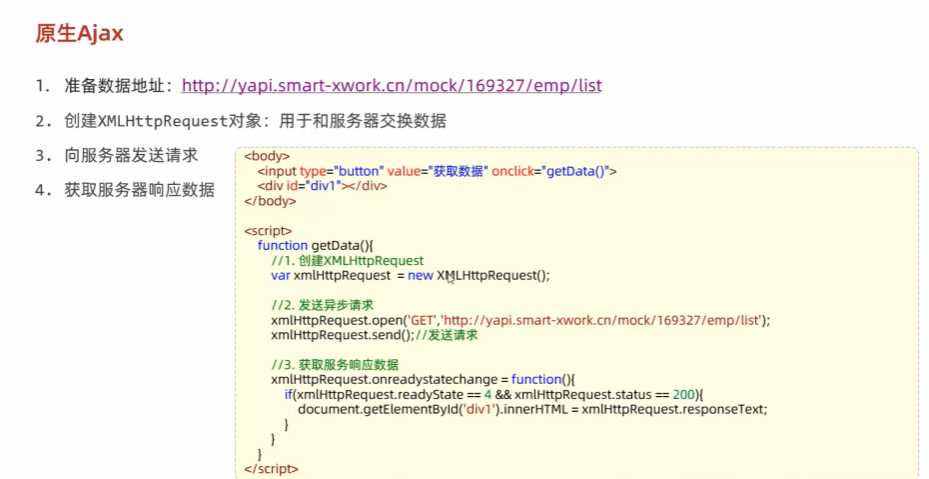 原生Ajax
1. 准备数据地址：http://yapi.smart-xwork.cn/mock/169327/emp/list
2. 创建XMLHttpRequest对象：用于和服务器交换数据
3. 向服务器发送请求
4. 获取服务器响应数据
<body>
<input type="button" value="获取数据" onclick="getData()">
<div id="div1"></div>
</body>
<script>
function getData(){
//1. 创建XMLHttpRequest
var xmlHttpRequest = new XMLHttpRequest();
//2. 发送异步请求
xmlHttpRequest.open('GET','http://yapi.smart-xwork.cn/mock/169327/emp/list');
xmlHttpRequest.send();//发送请求
//3. 获取服务响应数据
xmlHttpRequest.onreadystatechange = function(){
if(xmlHttpRequest.readyState == 4 && xmlHttpRequest.status == 200){
document.getElementById('div1').innerHTML = xmlHttpRequest.responseText;
}
}
}
</script>